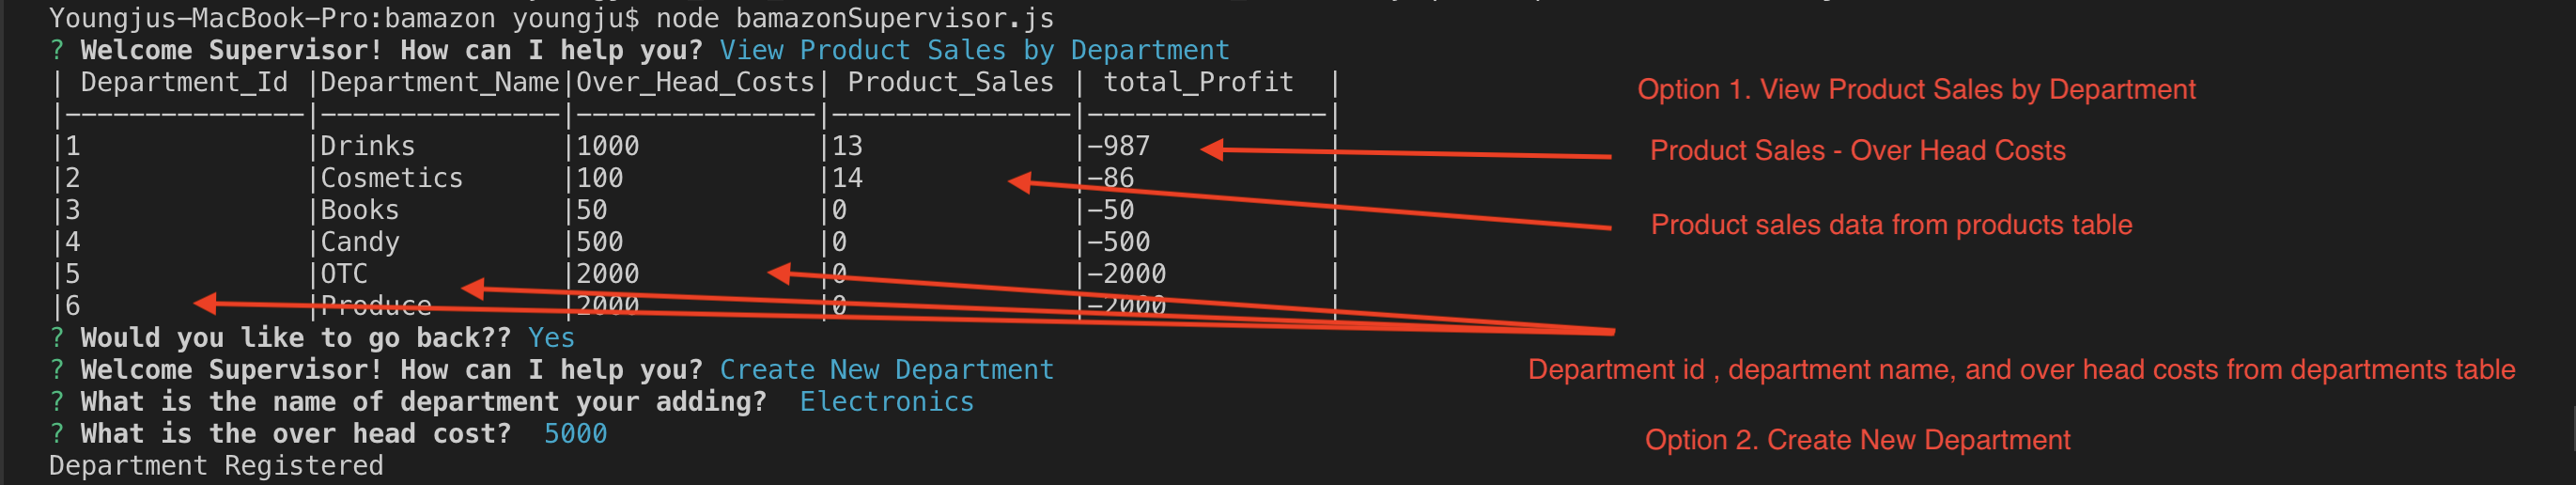 Youngjus-MacBook-Pro:bamazon youngju$ node bamazonSupervisor.js
? Welcome Supervisor! How can I help you? View Product Sales by Department
| Department_Id |Department_Name|Over_Head_Costs| Product_Sales | total_Profit |
|---------------|---------------|---------------|---------------|---------------|
|1 |Drinks |1000 |13 |-987 |
|2 |Cosmetics |100 |14 |-86 |
|3 |Books |50 |0 |-50 |
|4 |Candy |500 |0 |-500 |
|5 |OTC |2000 |0 |-2000 |
|6 |Produce |2000 |0 |-2000 |
? Would you like to go back?? Yes
? Welcome Supervisor! How can I help you? Create New Department
? What is the name of department your adding? Electronics
? What is the over head cost? 5000
Department Registered
Option 1. View Product Sales by Department
Product Sales - Over Head Costs
Product sales data from products table
Department id , department name, and over head costs from departments table
Option 2. Create New Department